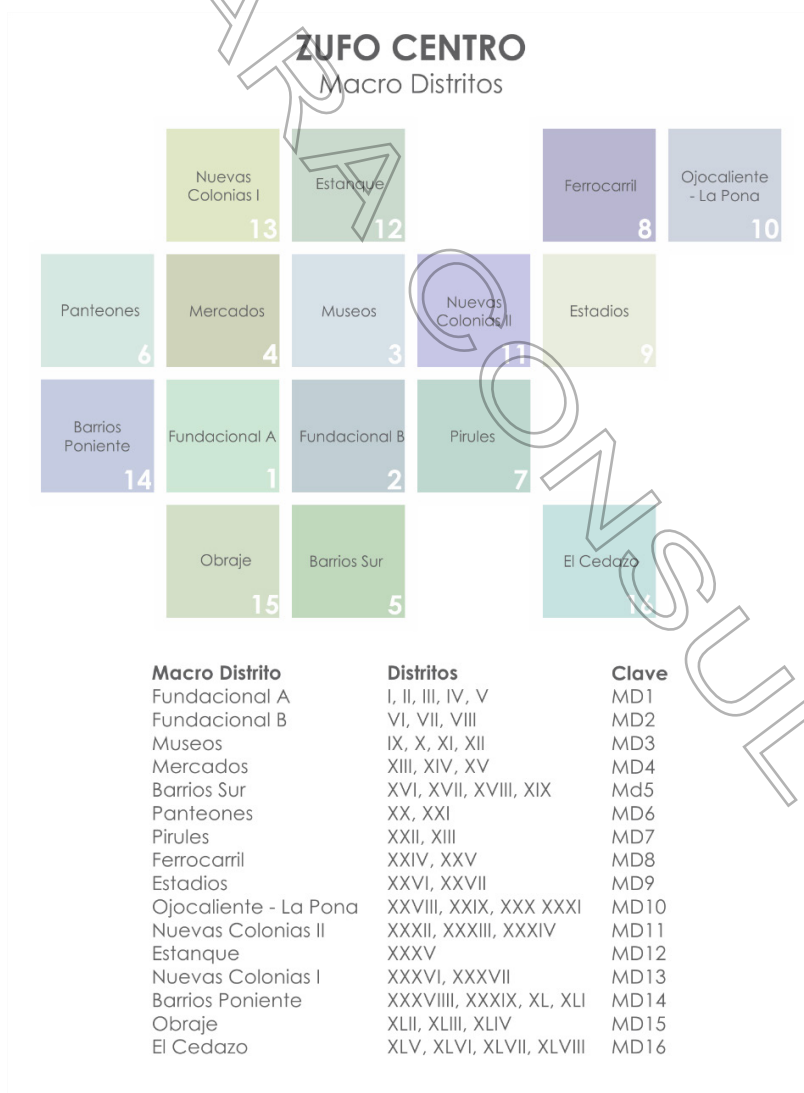 ZUFO CENTRO
Macro Distritos
Nuevas
Colonias I
13
Estanque
12
Ferrocarril
8
Ojocaliente
- La Pona
10
Panteones
6
Mercados
4
Museos
3
Nuevas
Colonias II
11
Estadios
9
Barrios
Poniente
14
Fundacional A
1
Fundacional B
2
Pirules
7
Obraje
15
Barrios Sur
5
El Cedazo
16
Macro Distrito Distritos Clave
Fundacional A I, II, III, IV, V MD1
Fundacional B VI, VII, VIII MD2
Museos IX, X, XI, XII MD3
Mercados XIII, XIV, XV MD4
Barrios Sur XVI, XVII, XVIII, XIX Md5
Panteones XX, XXI MD6
Pirules XXII, XIII MD7
Ferrocarril XXIV, XXV MD8
Estadios XXVI, XXVII MD9
Ojocaliente - La Pona XXVIII, XXIX, XXX XXXI MD10
Nuevas Colonias II XXXII, XXXIII, XXXIV MD11
Estanque XXXV MD12
Nuevas Colonias I XXXVI, XXXVII MD13
Barrios Poniente XXXVIIII, XXXIX, XL, XLI MD14
Obraje XLII, XLIII, XLIV MD15
El Cedazo XLV, XLVI, XLVII, XLVIII MD16
ARA CONSUL